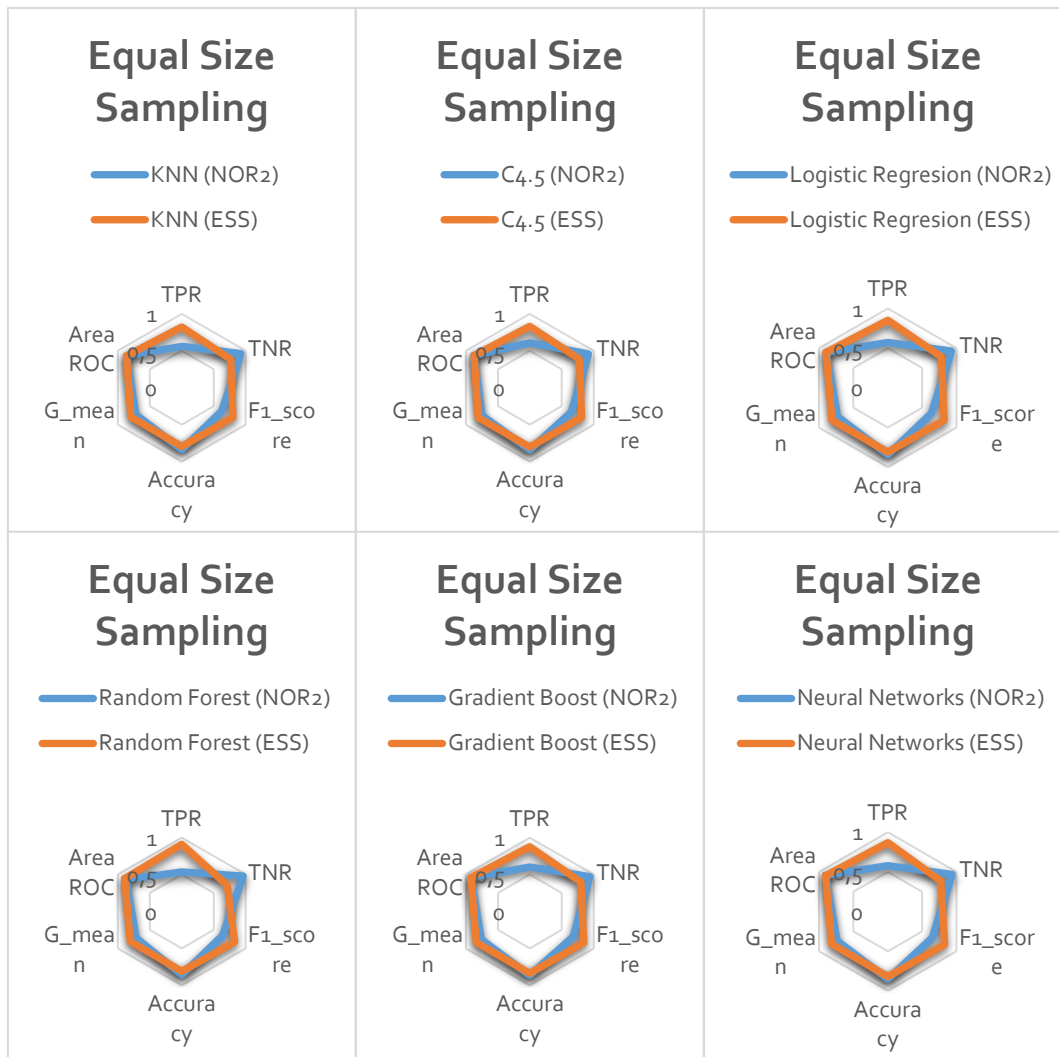 Equal Size
Sampling
KNN (NOR2)
KNN (ESS)
TPR
1
Area
ROC
0,5
TNR
0
G_mea
n
F1_sco
re
Accura
cy
Equal Size
Sampling
C4.5 (NOR2)
C4.5 (ESS)
TPR
1
Area
ROC
0,5
TNR
0
G_mea
n
F1_sco
re
Accura
cy
Equal Size
Sampling
Logistic Regresion (NOR2)
Logistic Regresion (ESS)
TPR
1
Area
ROC
0,5
TNR
0
G_mea
n
F1_scor
e
Accura
cy
Equal Size
Sampling
Random Forest (NOR2)
Random Forest (ESS)
TPR
1
Area
ROC
0,5
TNR
0
G_mea
n
F1_sco
re
Accura
cy
Equal Size
Sampling
Gradient Boost (NOR2)
Gradient Boost (ESS)
TPR
1
Area
ROC
0,5
TNR
0
G_mea
n
F1_sco
re
Accura
cy
Equal Size
Sampling
Neural Networks (NOR2)
Neural Networks (ESS)
TPR
1
Area
ROC
0,5
TNR
0
G_mea
n
F1_scor
e
Accura
cy